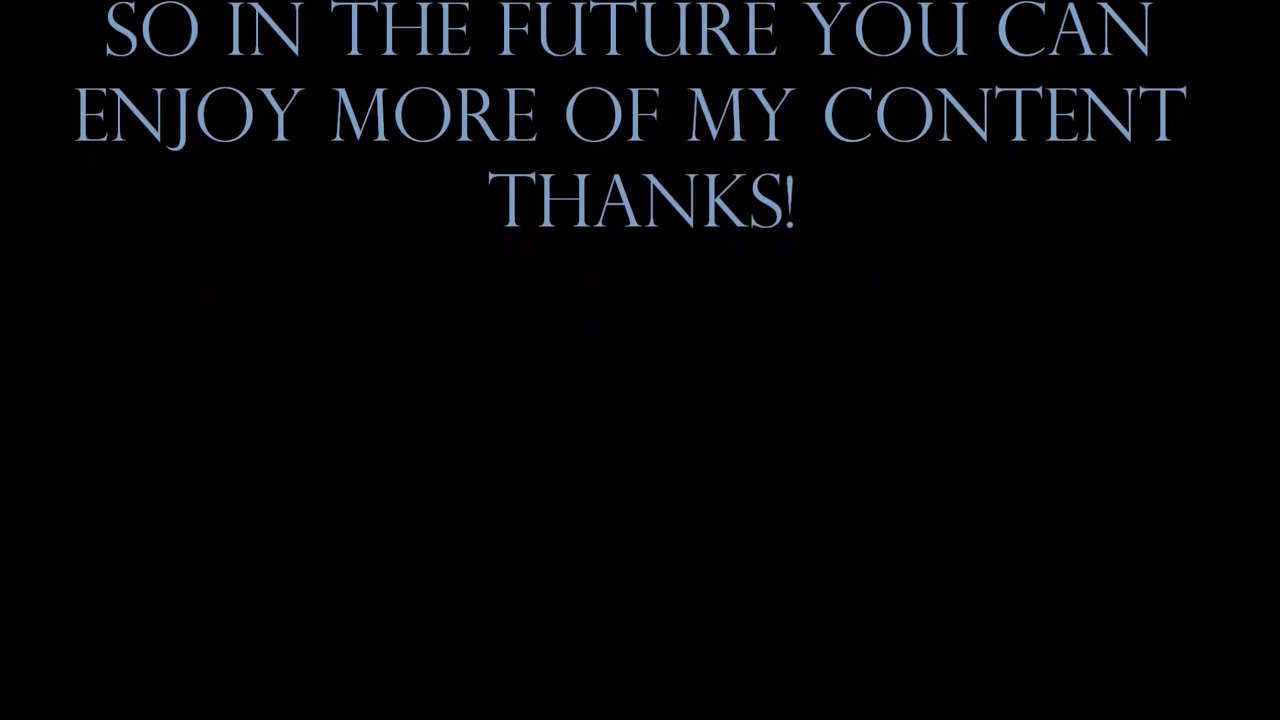 SO IN THE FUTURE YOU CAN
ENJOY MORE OF MY CONTENT
THANKS!